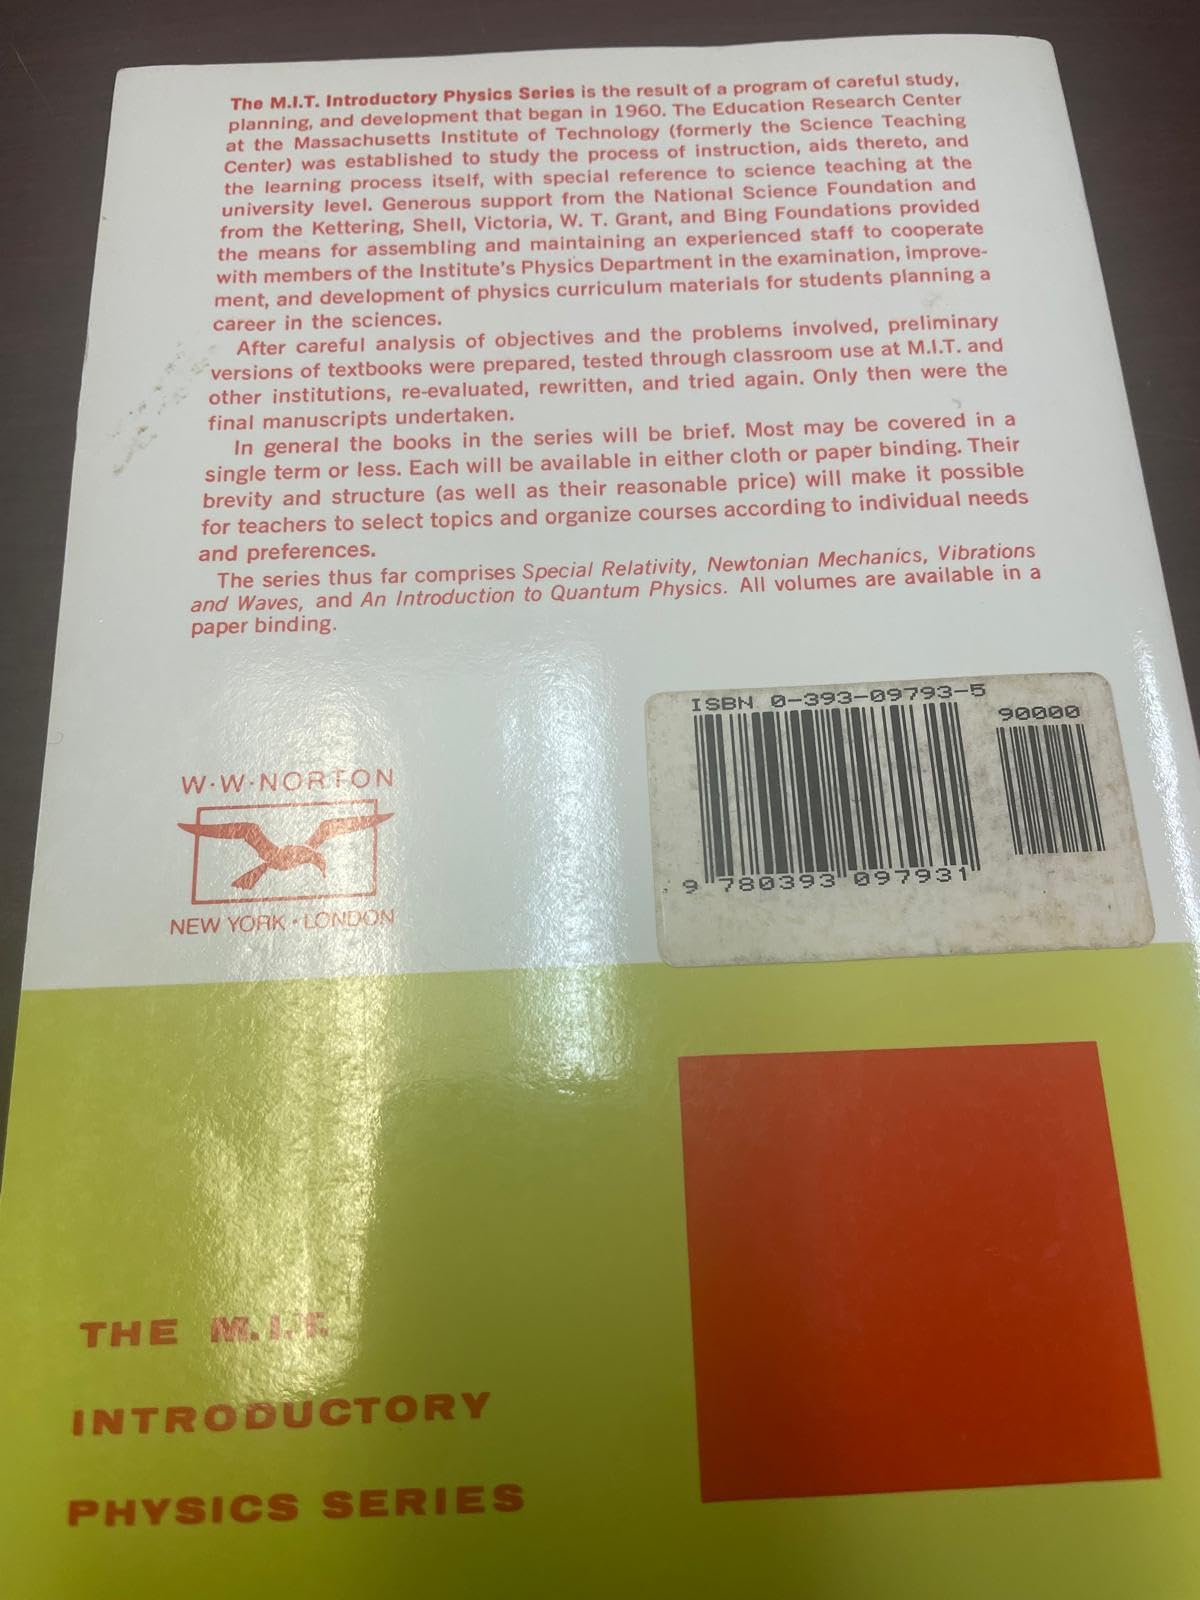 The M.I.T. Introductory Physics Series is the result of a program of careful study,
planning, and development that began in 1960. The Education Research Center
at the Massachusetts Institute of Technology (formerly the Science Teaching
Center) was established to study the process of instruction, aids thereto, and
the learning process itself, with special reference to science teaching at the
university level. Generous support from the National Science Foundation and
from the Kettering, Shell, Victoria, W. T. Grant, and Bing Foundations provided
the means for assembling and maintaining an experienced staff to cooperate
with members of the Institute's Physics Department in the examination, improve-
ment, and development of physics curriculum materials for students planning a
career in the sciences.
After careful analysis of objectives and the problems involved, preliminary
versions of textbooks were prepared, tested through classroom use at M.I.T. and
other institutions, re-evaluated, rewritten, and tried again. Only then were the
final manuscripts undertaken.
In general the books in the series will be brief. Most may be covered in a
single term or less. Each will be available in either cloth or paper binding. Their
brevity and structure (as well as their reasonable price) will make it possible
for teachers to select topics and organize courses according to individual needs
and preferences.
The series thus far comprises Special Relativity, Newtonian Mechanics, Vibrations
and Waves, and An Introduction to Quantum Physics. All volumes are available in a
paper binding.
ISBN 0-393-09793-5
90000
9 780393 097931
W·W·NORTON
NEW YORK · LONDON
THE M.I.T.
INTRODUCTORY
PHYSICS SERIES